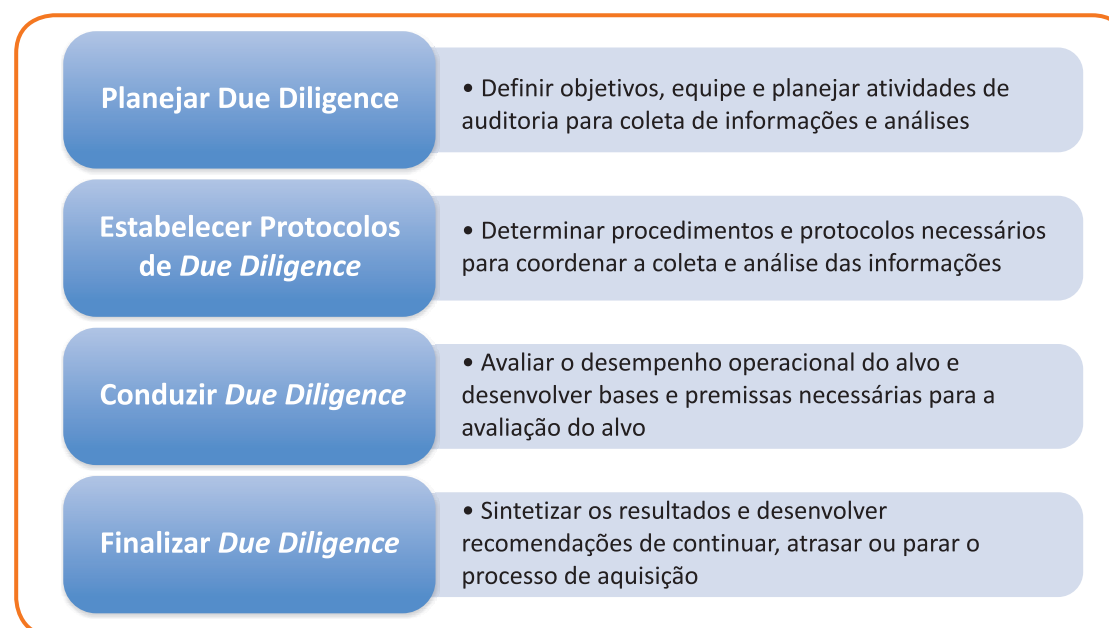 Planejar Due Diligence
• Definir objetivos, equipe e planejar atividades de
auditoria para coleta de informações e análises
Estabelecer Protocolos
de Due Diligence
• Determinar procedimentos e protocolos necessários
para coordenar a coleta e análise das informações
Conduzir Due Diligence
• Avaliar o desempenho operacional do alvo e
desenvolver bases e premissas necessárias para a
avaliação do alvo
Finalizar Due Diligence
• Sintetizar os resultados e desenvolver
recomendações de continuar, atrasar ou parar o
processo de aquisição